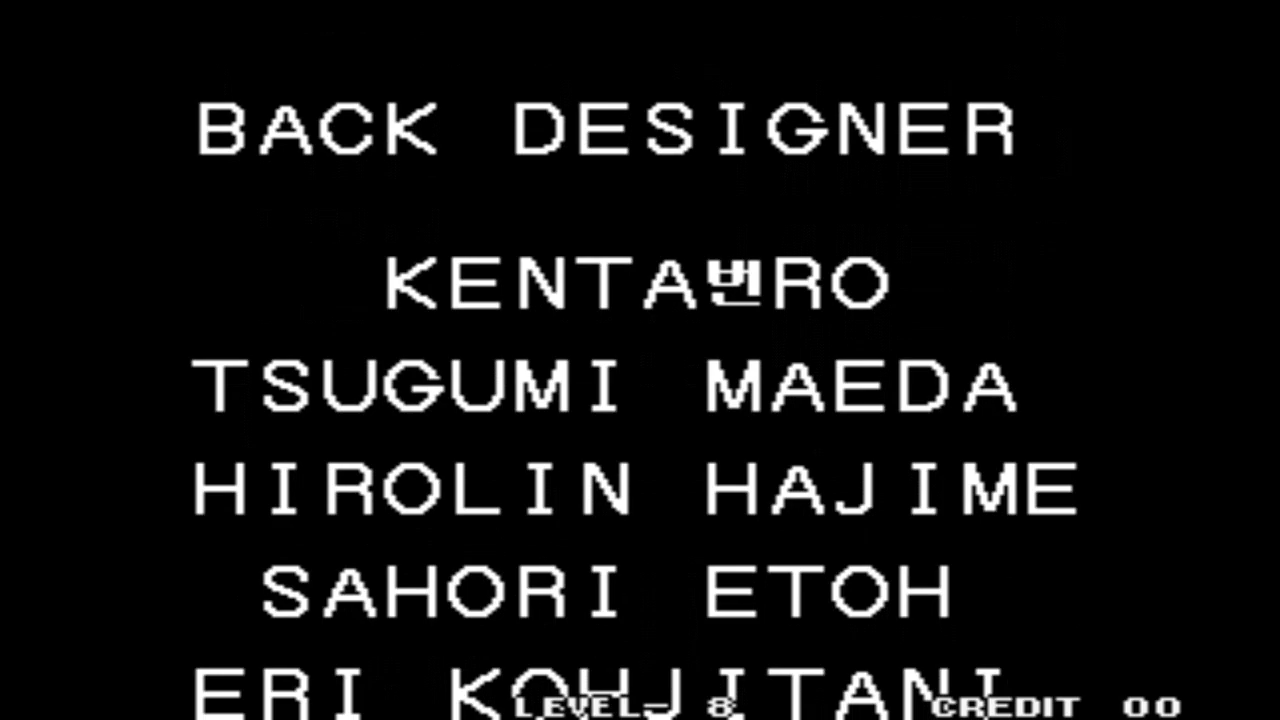 BACK DESIGNER
KENTA번RO
TSUGUMI MAEDA
HIROLIN HAJIME
SAHORI ETOH
ERI KOHJITANI
LEVEL-8 CREDIT 00